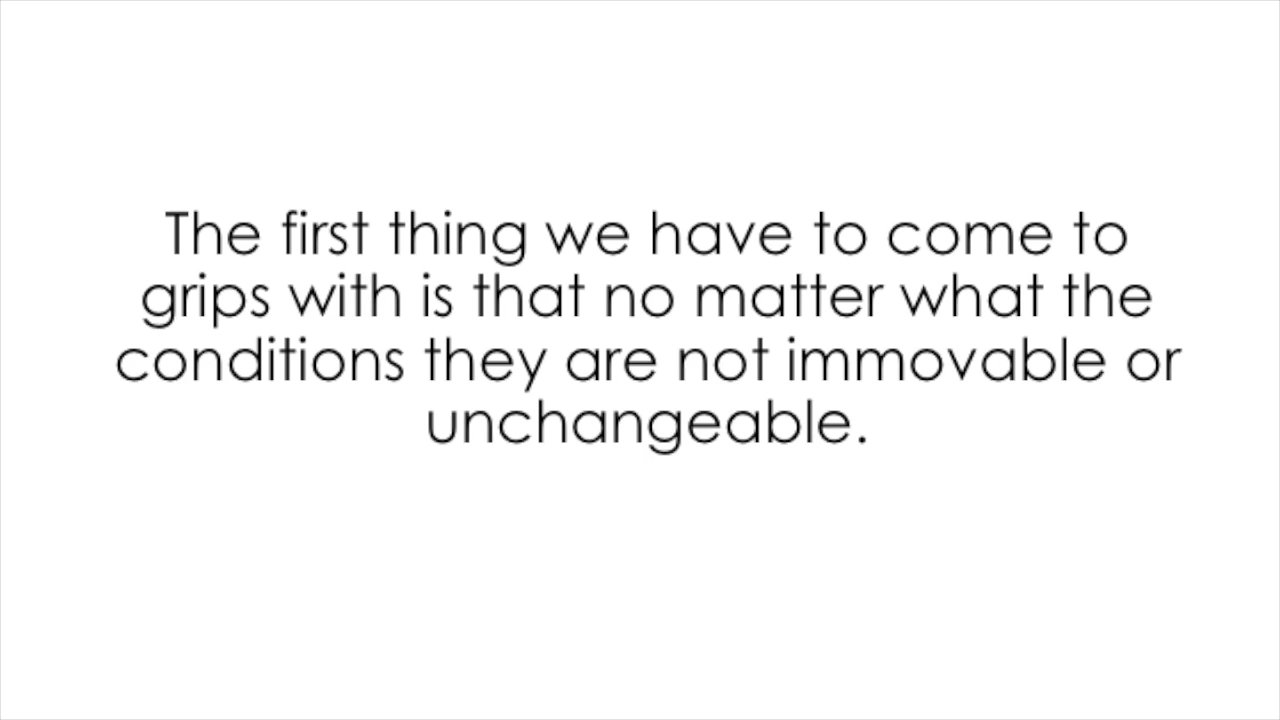 The first thing we have to come to
grips with is that no matter what the
conditions they are not immovable or
unchangeable.